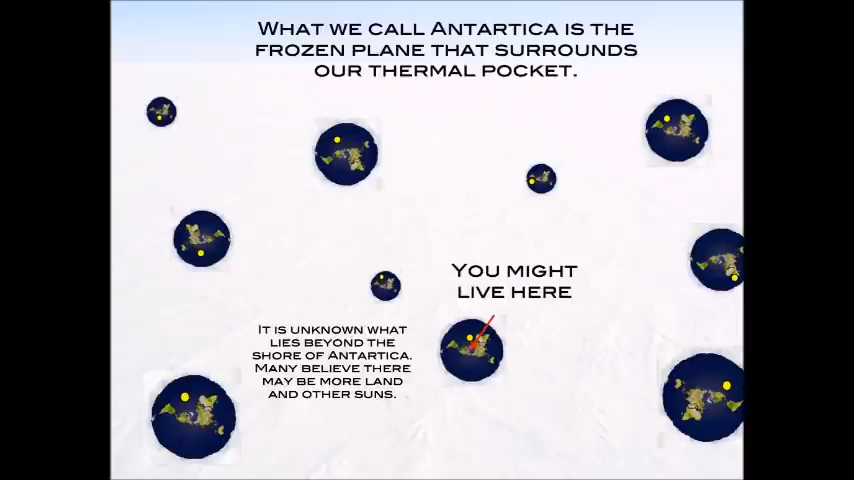 What we call Antartica is the
frozen plane that surrounds
our thermal pocket.
You might
live here
It is unknown what
lies beyond the
shore of Antartica.
Many believe there
may be more land
and other suns.